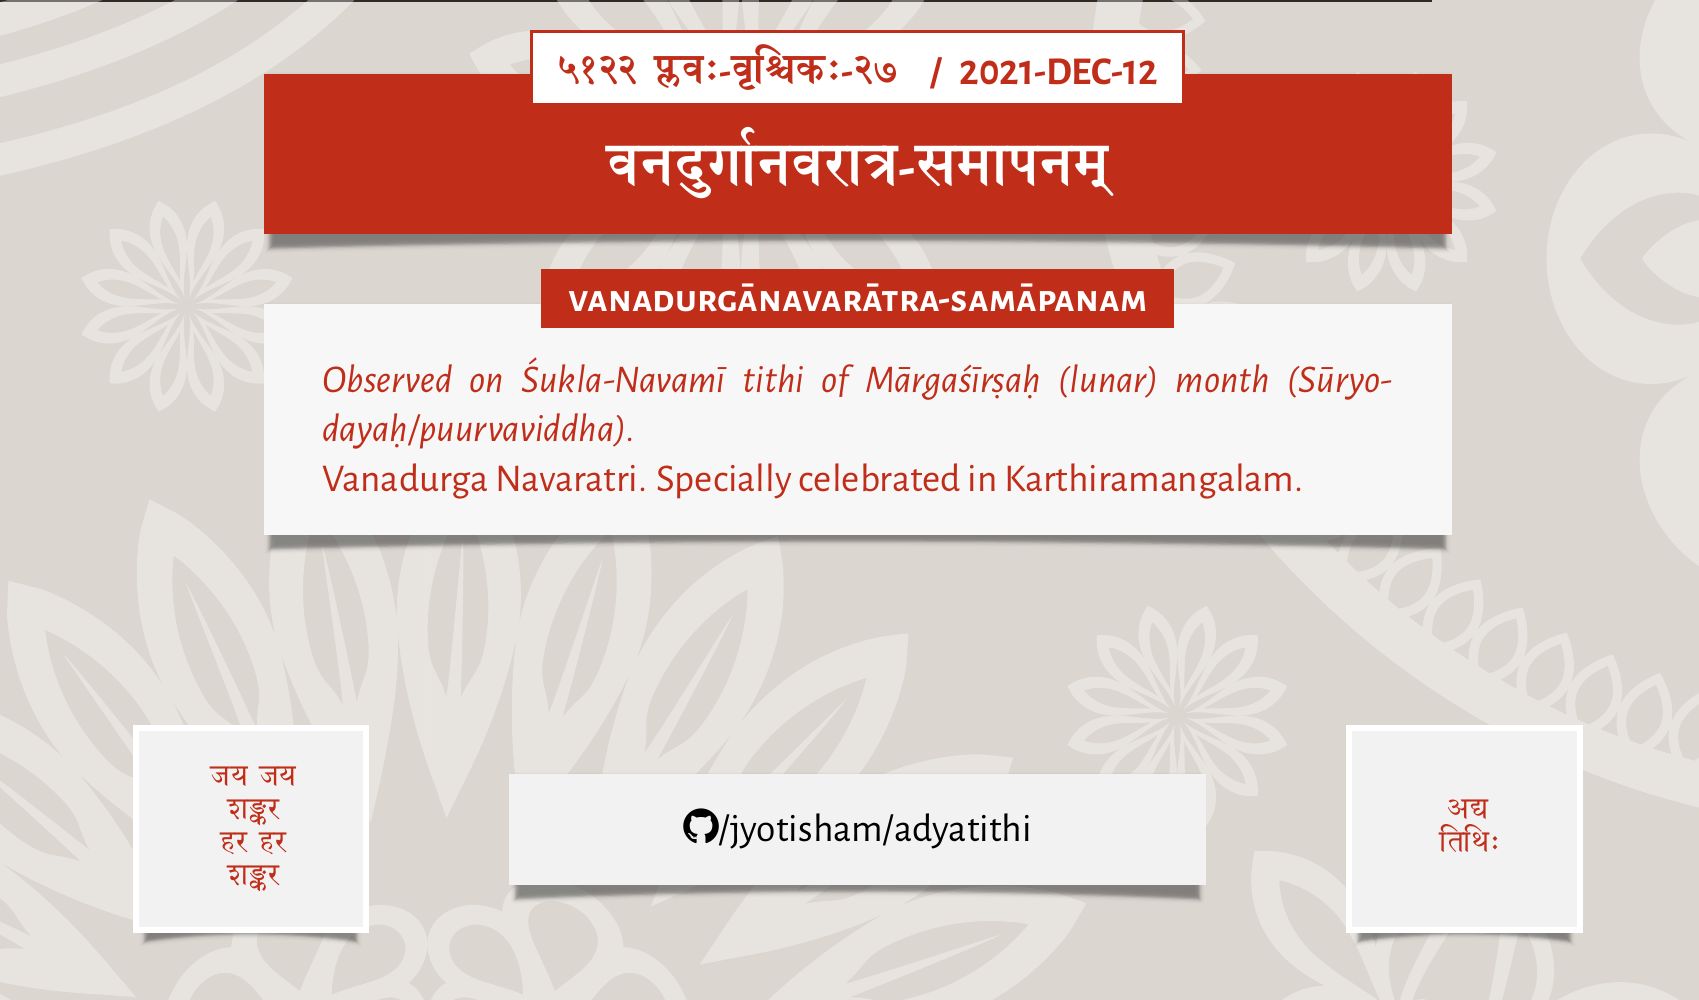 ५१२२ प्लवः-वृश्चिकः-२७ / 2021-DEC-12
वनदुर्गानवरात्र-समापनम्
VANADURGĀNAVARĀTRA-SAMĀPANAM
Observed on Śukla-Navamī tithi of Mārgaśīrṣaḥ (lunar) month (Sūryo-
dayaḥ/puurvaviddha).
Vanadurga Navaratri. Specially celebrated in Karthiramangalam.
जय जय
शङ्कर
हर हर
शङ्कर
/jyotisham/adyatithi
अद्य
तिथिः